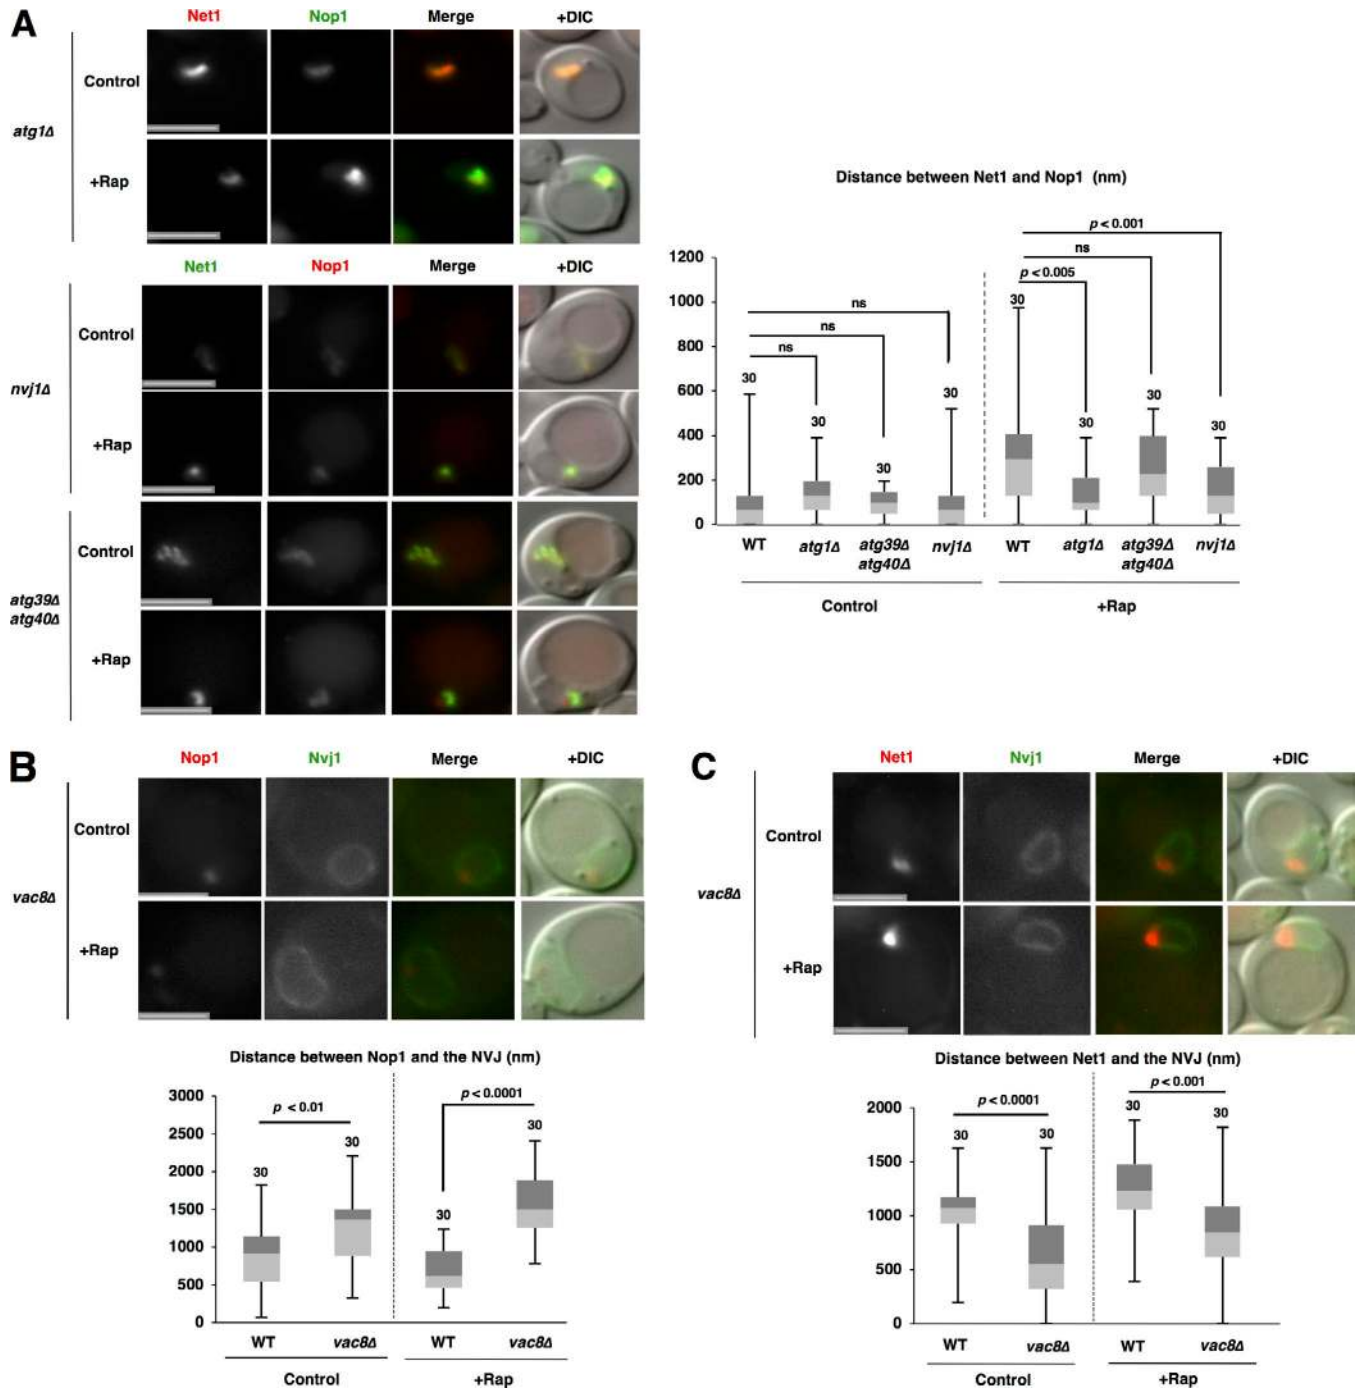 A
Net1 Nop1 Merge +DIC
Control
atg1Δ
+Rap
Net1 Nop1 Merge +DIC
Control
nvj1Δ
+Rap
Control
atg39Δ
atg40Δ
+Rap
Distance between Net1 and Nop1 (nm)
p < 0.001
ns
p < 0.005
ns
ns
ns
1200
1000
800
600
400
200
0
30 30 30 30 30 30 30 30
WT atg1Δ atg39Δ nvj1Δ WT atg1Δ atg39Δ nvj1Δ
atg40Δ atg40Δ
Control +Rap
B
Nop1 Nvj1 Merge +DIC
Control
vac8Δ
+Rap
Distance between Nop1 and the NVJ (nm)
p < 0.01 p < 0.0001
3000
2500
2000
1500
1000
500
0
30 30 30 30
WT vac8Δ WT vac8Δ
Control +Rap
C
Net1 Nvj1 Merge +DIC
Control
vac8Δ
+Rap
Distance between Net1 and the NVJ (nm)
p < 0.0001 p < 0.001
2000
1500
1000
500
0
30 30 30 30
WT vac8Δ WT vac8Δ
Control +Rap